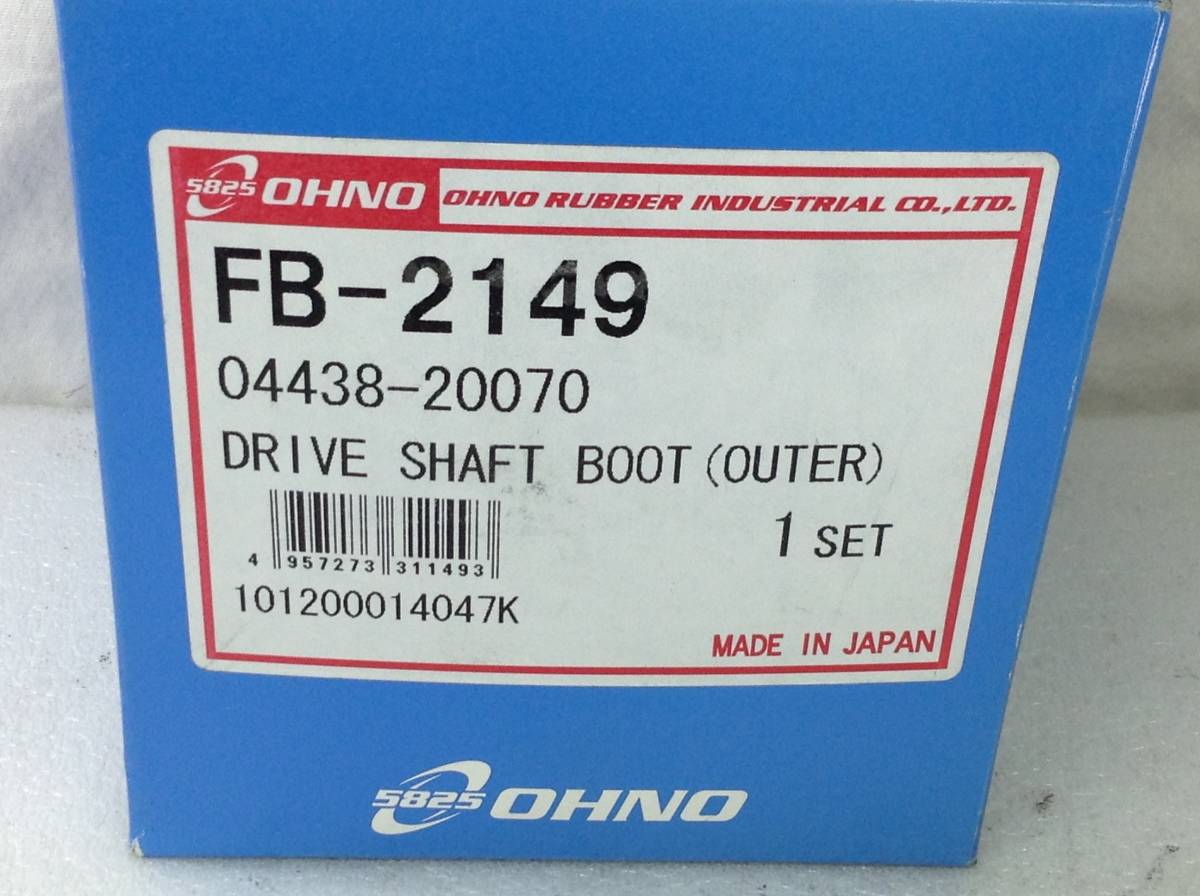 5825 OHNO OHNO RUBBER INDUSTRIAL CO.,LTD.
FB-2149
04438-20070
DRIVE SHAFT BOOT(OUTER)
1 SET
4 957273 311493
101200014047K
MADE IN JAPAN
5825 OHNO